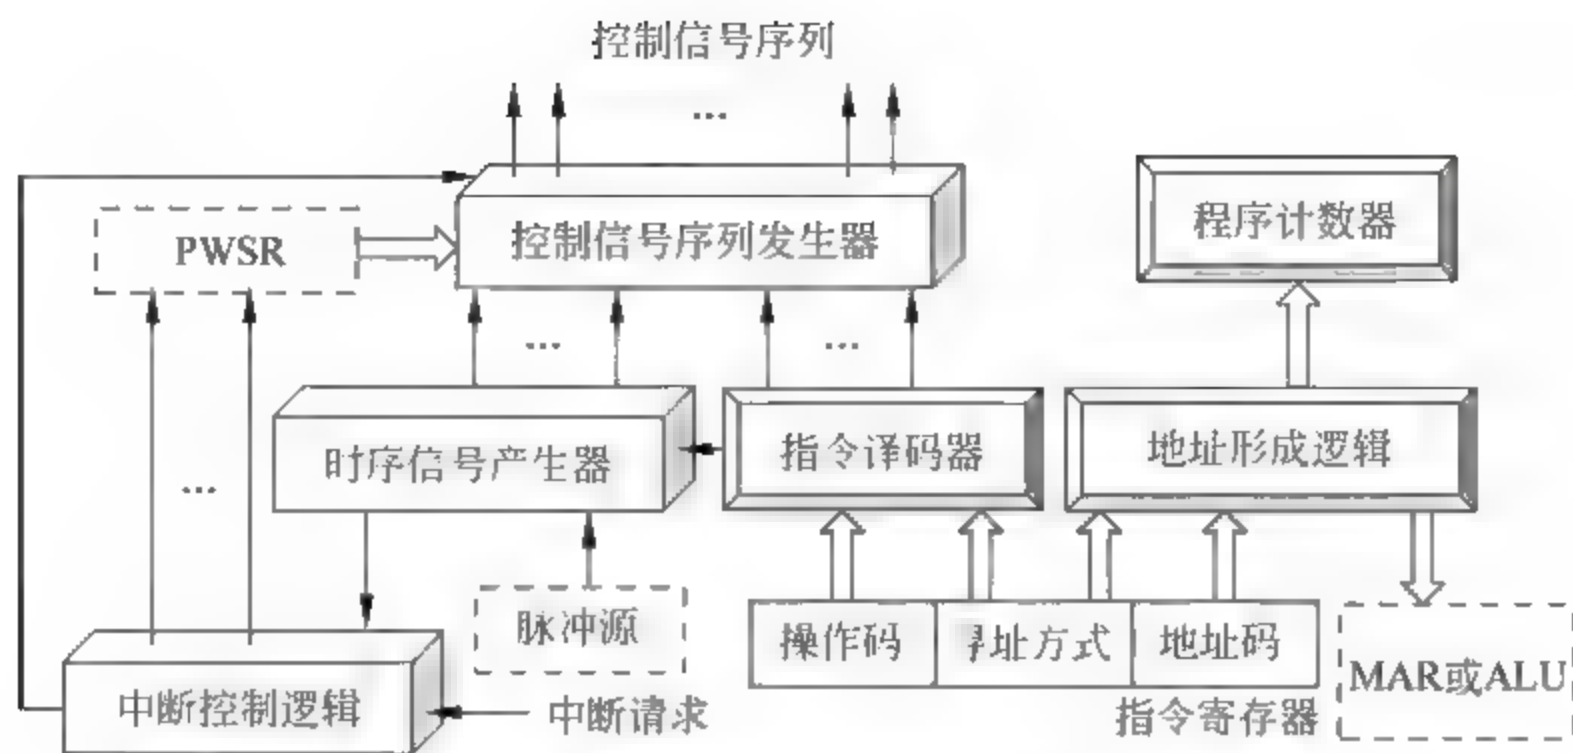 控制信号序列
...
PWSR
控制信号序列发生器
程序计数器
...
...
时序信号产生器
指令译码器
地址形成逻辑
...
脉冲源
操作码
寻址方式
地址码
MAR或ALU
中断控制逻辑
中断请求
指令寄存器